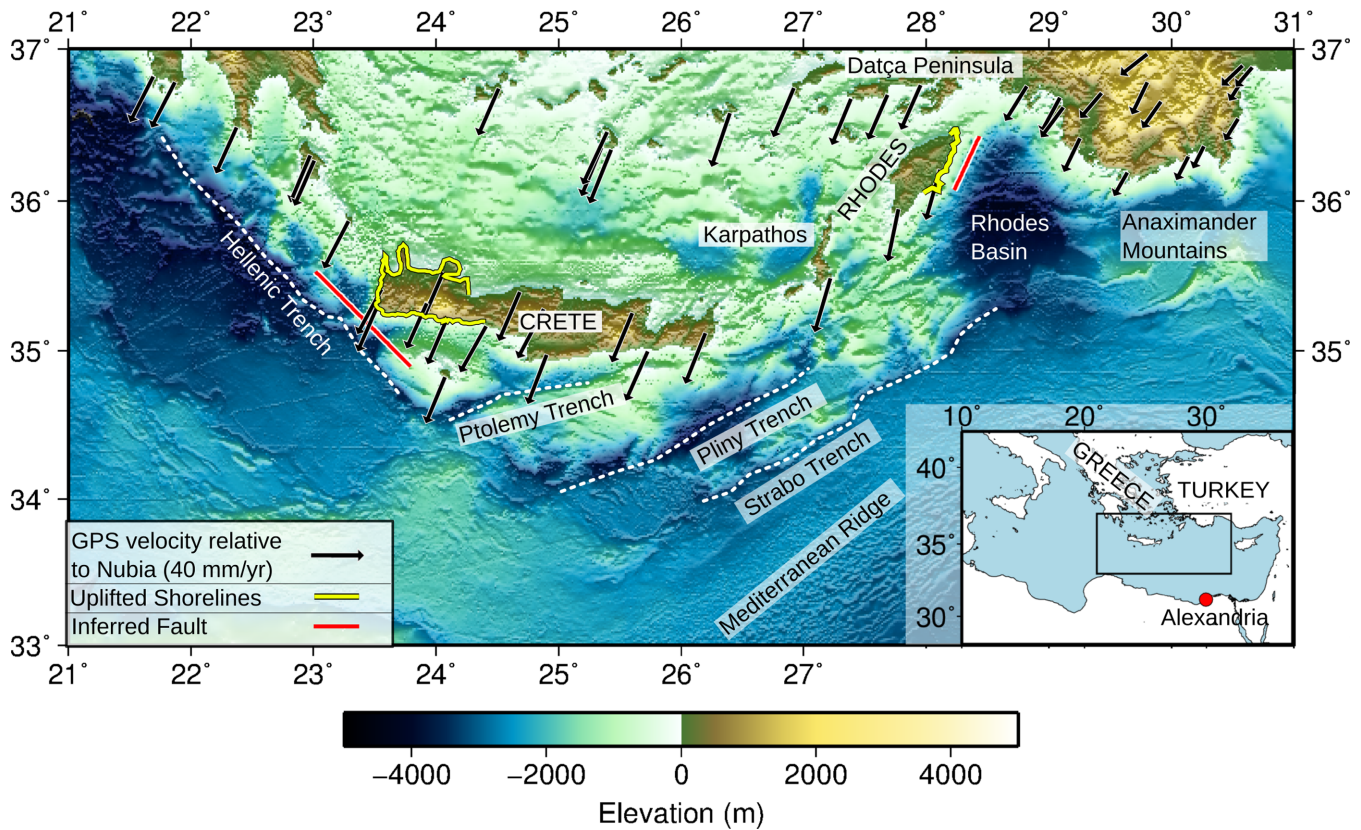 21˚ 22˚ 23˚ 24˚ 25˚ 26˚ 27˚ 28˚ 29˚ 30˚ 31˚
37˚ 37˚
Datça Peninsula
RHODES
36˚ 36˚
Karpathos
Rhodes
Basin
Anaximander
Mountains
Hellenic Trench
CRETE
35˚ 35˚
Ptolemy Trench
Pliny Trench
Strabo Trench
34˚
Mediterranean Ridge
10˚ 20˚ 30˚
40˚
35˚
30˚
GREECE
TURKEY
Alexandria
GPS velocity relative
to Nubia (40 mm/yr)
Uplifted Shorelines
Inferred Fault
33˚
21˚ 22˚ 23˚ 24˚ 25˚ 26˚ 27˚
−4000 −2000 0 2000 4000
Elevation (m)